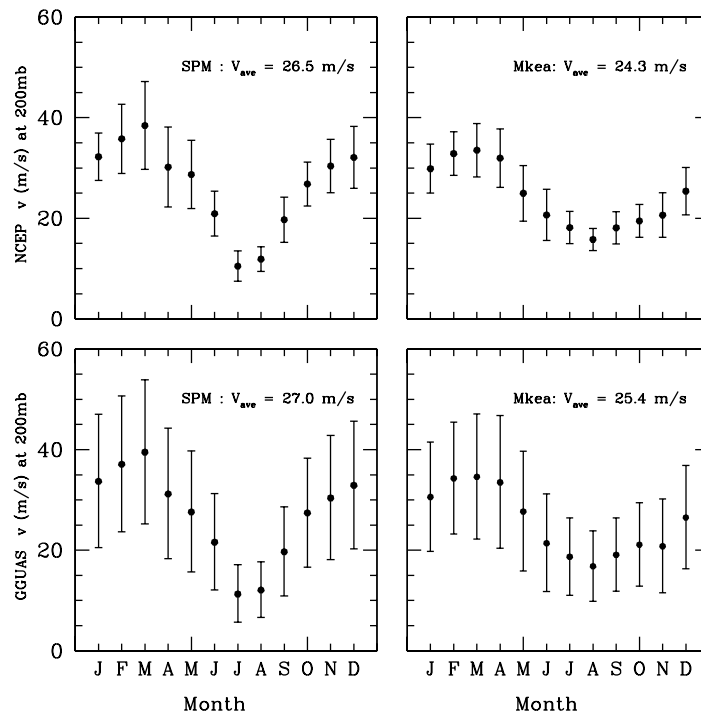 60
40
20
0
NCEP v (m/s) at 200mb
SPM : Vave = 26.5 m/s
Mkea: Vave = 24.3 m/s
60
40
20
0
GGUAS v (m/s) at 200mb
SPM : Vave = 27.0 m/s
Mkea: Vave = 25.4 m/s
J F M A M J J A S O N D
J F M A M J J A S O N D
Month
Month